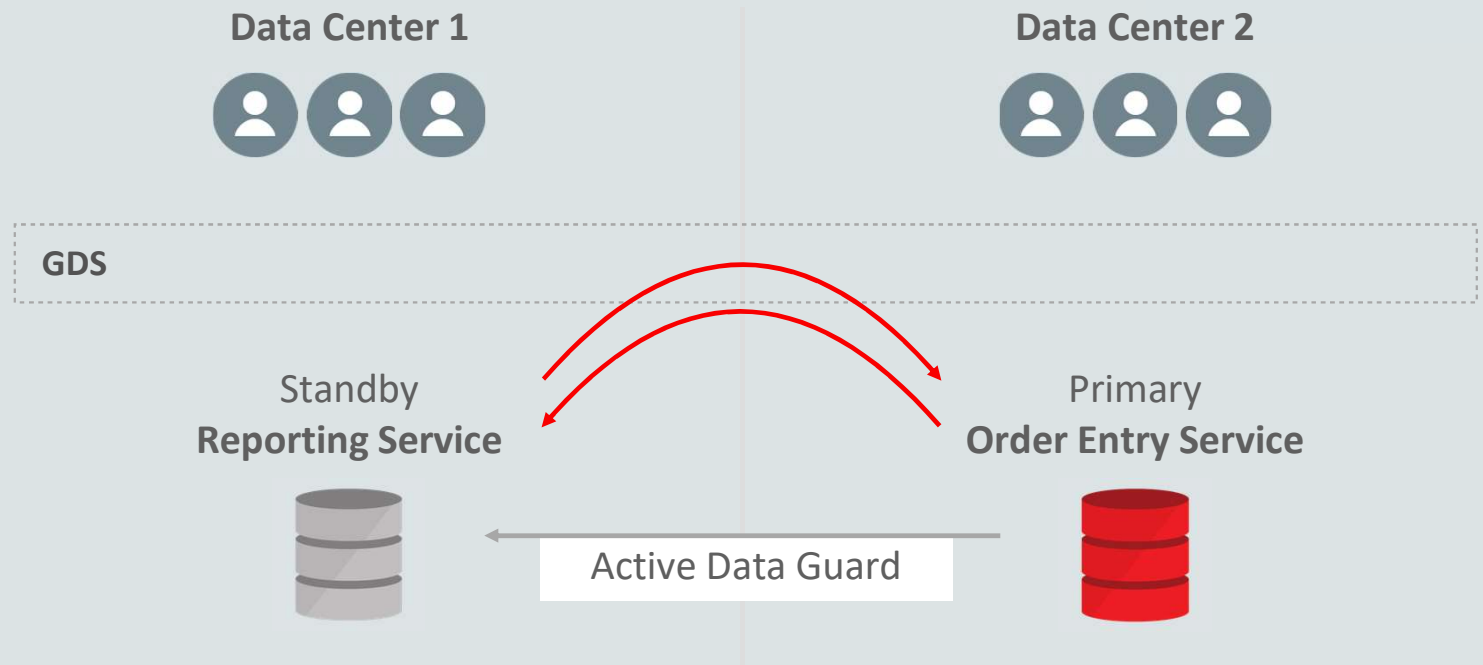 Data Center 1
Data Center 2
GDS
Standby
Reporting Service
Primary
Order Entry Service
Active Data Guard